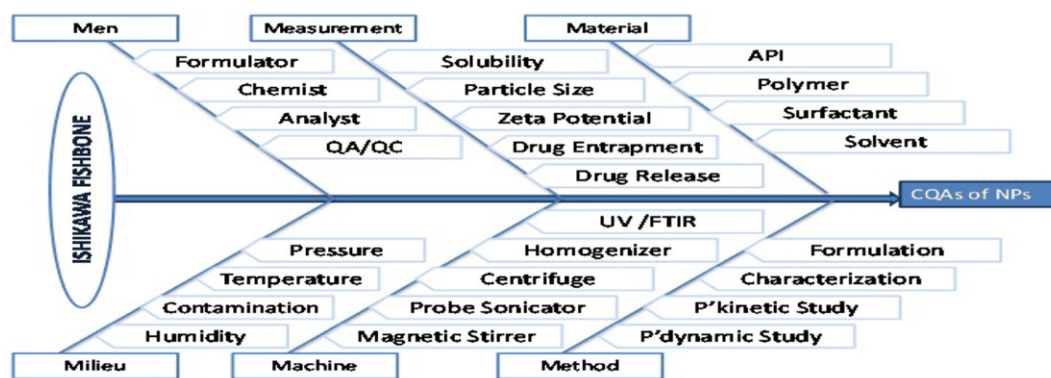 Men
Measurement
Material
Formulator
Chemist
Analyst
QA/QC
Solubility
Particle Size
Zeta Potential
Drug Entrapment
Drug Release
API
Polymer
Surfactant
Solvent
ISHIKAWA FISHBONE
CQAs of NPs
Pressure
Temperature
Contamination
Humidity
UV /FTIR
Homogenizer
Centrifuge
Probe Sonicator
Magnetic Stirrer
Formulation
Characterization
P'kinetic Study
P'dynamic Study
Milieu
Machine
Method